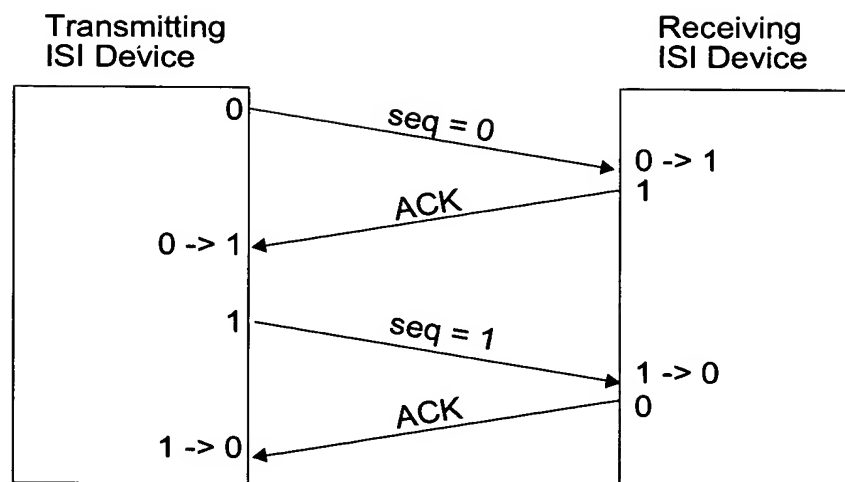 Transmitting
ISI Device
Receiving
ISI Device
0
seq = 0
0 -> 1
1
ACK
0 -> 1
1
seq = 1
1 -> 0
0
ACK
1 -> 0